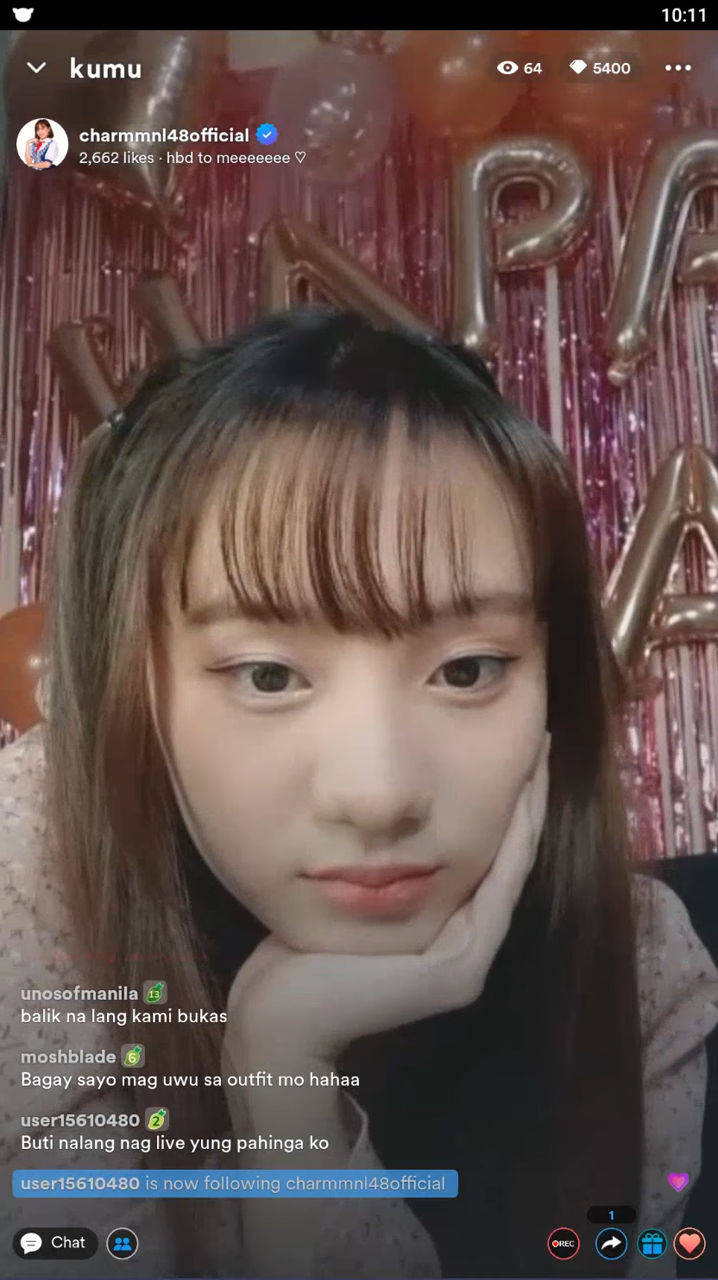 10:11
kumu
64
5400
charmmnl48official
2,662 likes · hbd to meeeeeee ♡
HAPP
A
unosofmanila 13
balik na lang kami bukas
moshblade 6
Bagay sayo mag uwu sa outfit mo hahaa
user15610480 2
Buti nalang nag live yung pahinga ko
user15610480 is now following charmmnl48official
1
Chat
REC